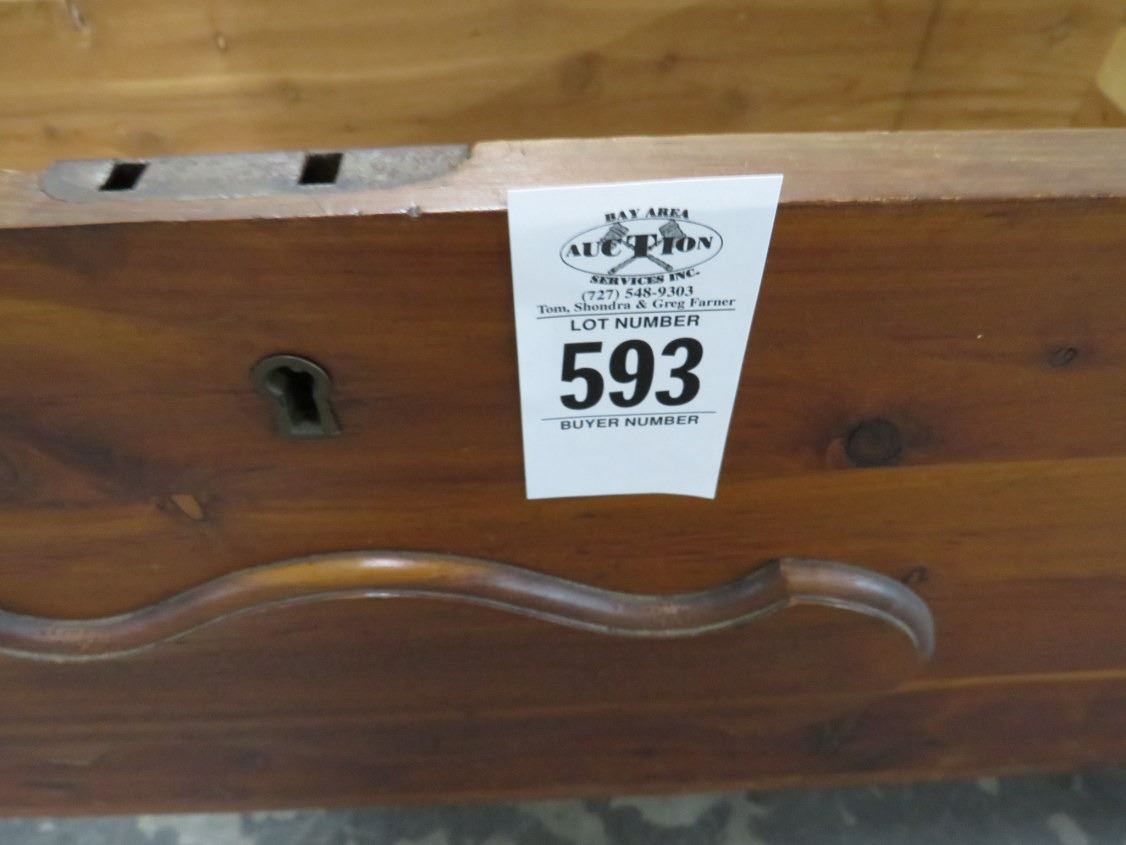 BAY AREA
AUCTION
SERVICES INC.
(727) 548-9303
Tom, Shondra & Greg Farner
LOT NUMBER
593
BUYER NUMBER